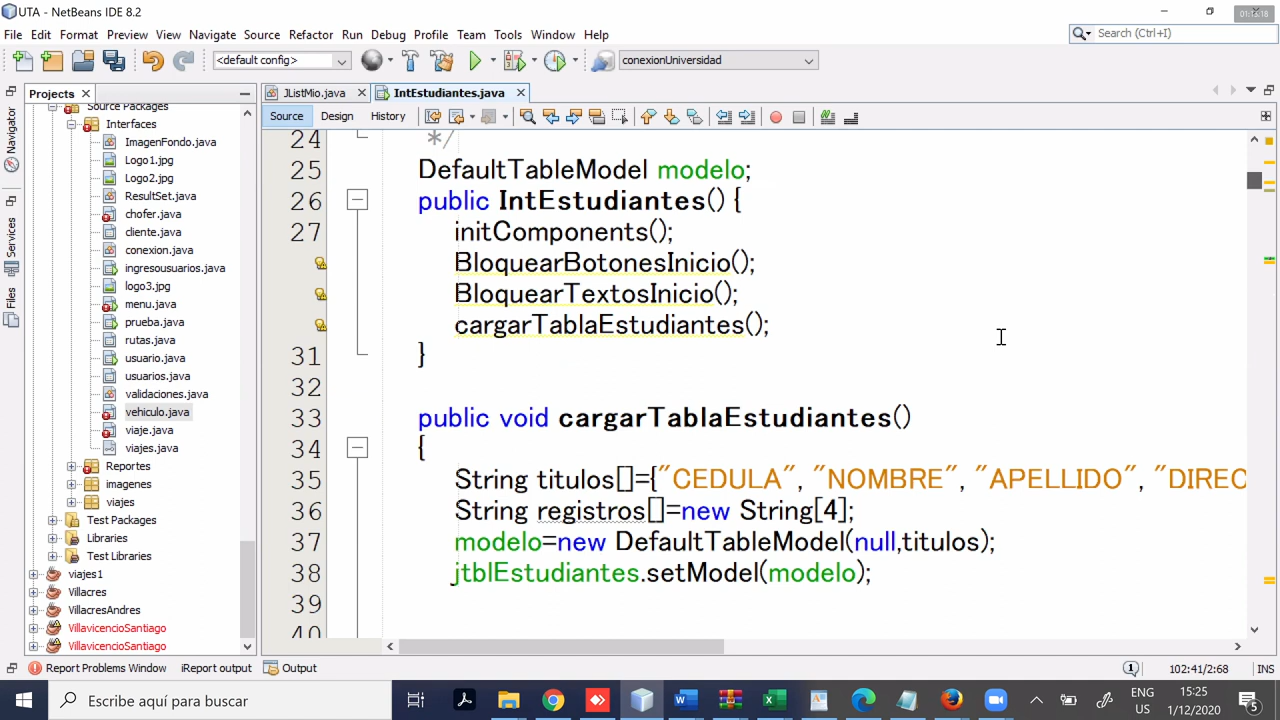 UTA - NetBeans IDE 8.2
01:13:18
File Edit Format Preview View Navigate Source Refactor Run Debug Profile Team Tools Window Help
Search (Ctrl+I)
<default config>
conexionUniversidad
Projects
JListMio.java
IntEstudiantes.java
Source Design History
Navigator
Services
Files
Source Packages
Interfaces
ImagenFondo.java
Logo1.jpg
Logo2.jpg
ResultSet.java
chofer.java
cliente.java
conexion.java
ingresousuarios.java
logo3.jpg
menu.java
prueba.java
rutas.java
usuario.java
usuarios.java
validaciones.java
vehiculo.java
viaje.java
viajes.java
Reportes
imagenes
viajes
Test Packages
Libraries
Test Libraries
viajes1
Villacres
VillacresAndres
VillavicencioSantiago
VillavicencioSantiago
24 */
25 DefaultTableModel modelo;
26 public IntEstudiantes() {
27 initComponents();
BloquearBotonesInicio();
BloquearTextosInicio();
cargarTablaEstudiantes();
31 }
32
33 public void cargarTablaEstudiantes()
34 {
35 String titulos[]={"CEDULA", "NOMBRE", "APELLIDO", "DIREC
36 String registros[]=new String[4];
37 modelo=new DefaultTableModel(null,titulos);
38 jtblEstudiantes.setModel(modelo);
39
40
Report Problems Window iReport output Output
1
102:41/2:68
INS
Escribe aquí para buscar
ENG
US
15:25
1/12/2020
5